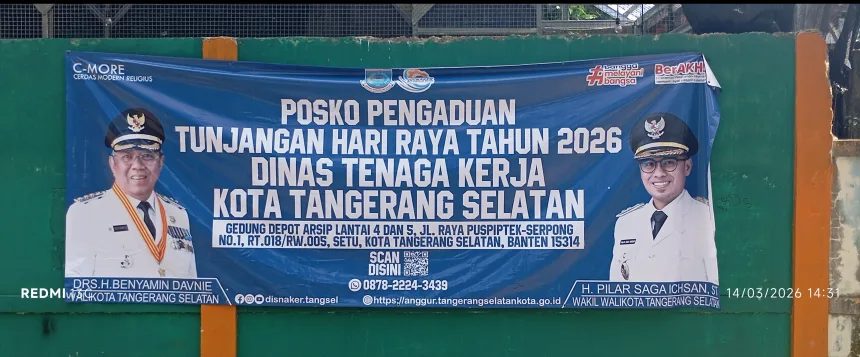 C-MORE
CERDAS MODERN RELIGIUS
#bangga
melayani
bangsa
BerAKHL
POSKO PENGADUAN
TUNJANGAN HARI RAYA TAHUN 2026
DINAS TENAGA KERJA
KOTA TANGERANG SELATAN
GEDUNG DEPOT ARSIP LANTAI 4 DAN 5, JL. RAYA PUSPIPTEK-SERPONG
NO.1, RT.018/RW.005, SETU, KOTA TANGERANG SELATAN, BANTEN 15314
SCAN
DISINI
0878-2224-3439
disnaker.tangsel
https://anggur.tangerangselatankota.go.id
DRS.H.BENYAMIN DAVNIE
WALIKOTA TANGERANG SELATAN
H. PILAR SAGA ICHSAN, ST
WAKIL WALIKOTA TANGERANG SELATAN
REDMI
14/03/2026 14:31